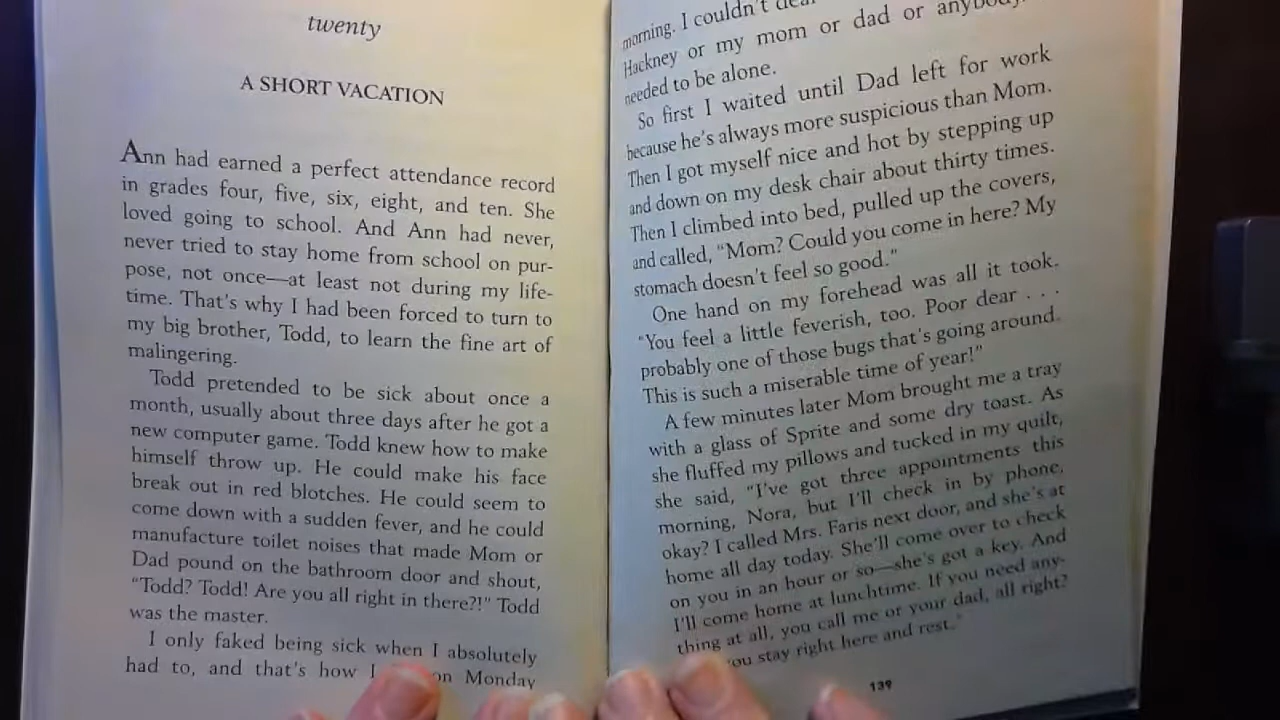 twenty
A SHORT VACATION
Ann had earned a perfect attendance record
in grades four, five, six, eight, and ten. She
loved going to school. And Ann had never,
never tried to stay home from school on pur-
pose, not once—at least not during my life-
time. That's why I had been forced to turn to
my big brother, Todd, to learn the fine art of
malingering.
Todd pretended to be sick about once a
month, usually about three days after he got a
new computer game. Todd knew how to make
himself throw up. He could make his face
break out in red blotches. He could seem to
come down with a sudden fever, and he could
manufacture toilet noises that made Mom or
Dad pound on the bathroom door and shout,
"Todd? Todd! Are you all right in there?!" Todd
was the master.
I only faked being sick when I absolutely
had to, and that's how I on Monday
morning. I couldn't
Hackney or my mom or dad or anybody.
needed to be alone.
So first I waited until Dad left for work
because he's always more suspicious than Mom.
Then I got myself nice and hot by stepping up
and down on my desk chair about thirty times.
Then I climbed into bed, pulled up the covers,
and called, "Mom? Could you come in here? My
stomach doesn't feel so good."
One hand on my forehead was all it took.
"You feel a little feverish, too. Poor dear . . .
probably one of those bugs that's going around.
This is such a miserable time of year!"
A few minutes later Mom brought me a tray
with a glass of Sprite and some dry toast. As
she fluffed my pillows and tucked in my quilt,
she said, "I've got three appointments this
morning, Nora, but I'll check in by phone,
okay? I called Mrs. Faris next door, and she's at
home all day today. She'll come over to check
on you in an hour or so—she's got a key. And
I'll come home at lunchtime. If you need any-
thing at all, you call me or your dad, all right?
you stay right here and rest."
139